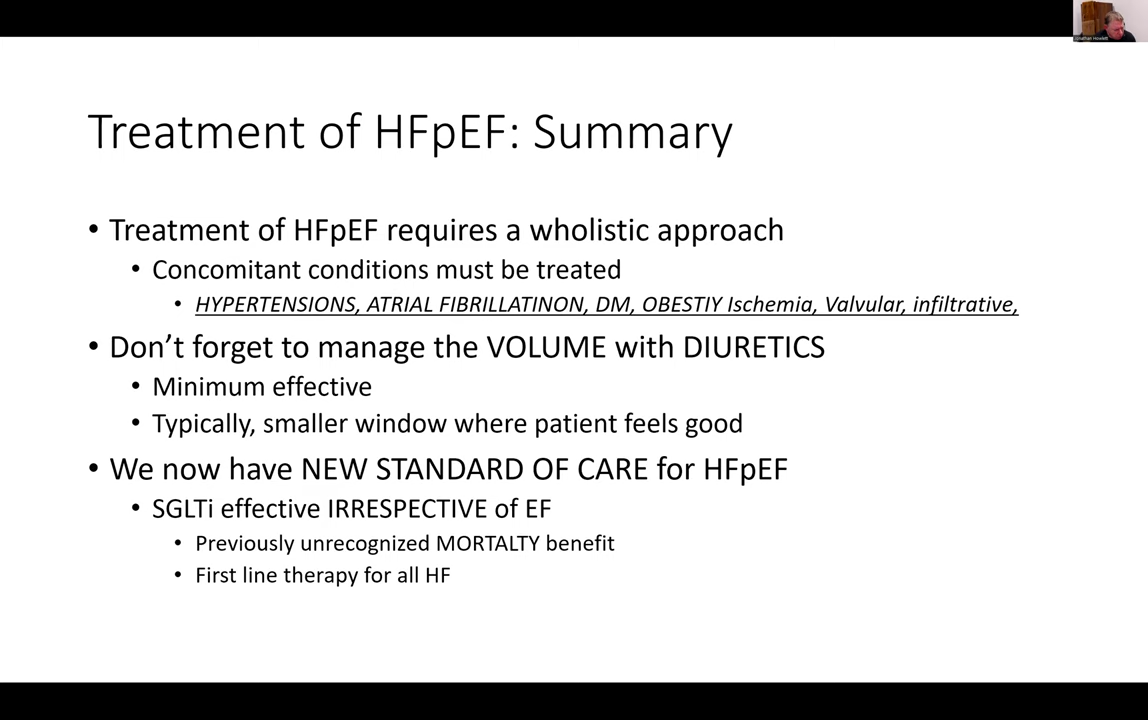 Jonathan Howlett
Treatment of HFpEF: Summary
• Treatment of HFpEF requires a wholistic approach
• Concomitant conditions must be treated
• HYPERTENSIONS, ATRIAL FIBRILLATINON, DM, OBESTIY Ischemia, Valvular, infiltrative,
• Don’t forget to manage the VOLUME with DIURETICS
• Minimum effective
• Typically, smaller window where patient feels good
• We now have NEW STANDARD OF CARE for HFpEF
• SGLTi effective IRRESPECTIVE of EF
• Previously unrecognized MORTALTY benefit
• First line therapy for all HF